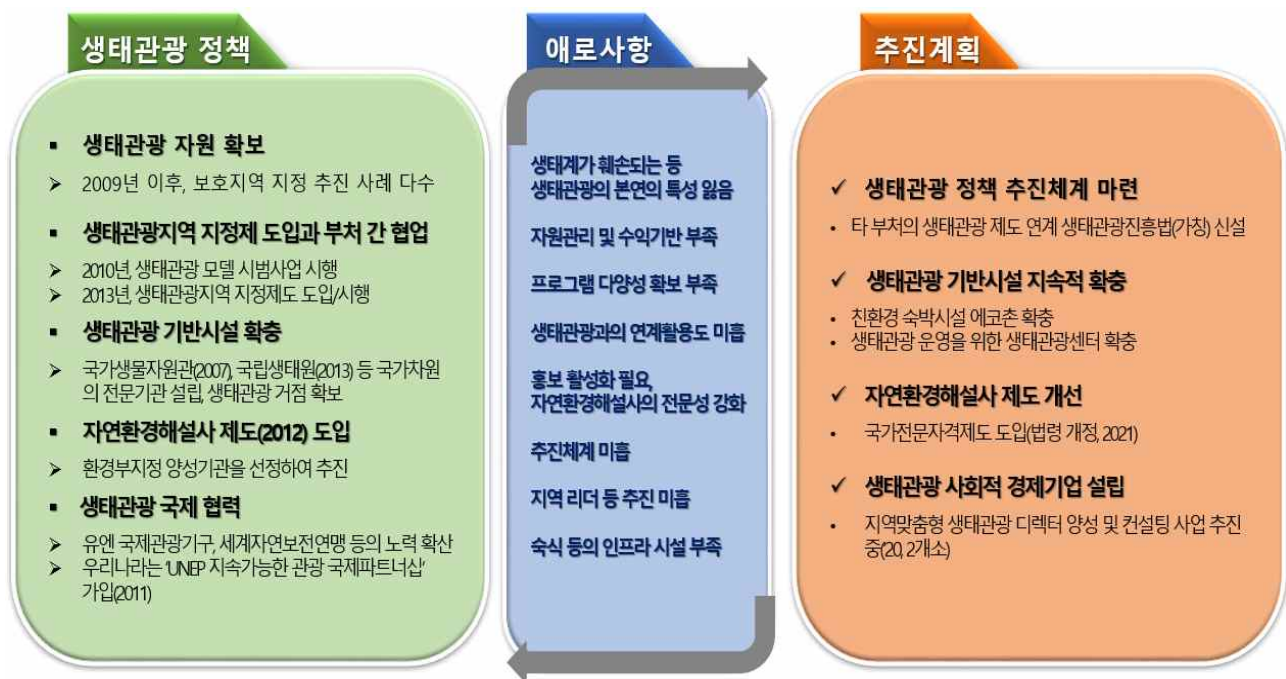 생태관광 정책
▪ 생태관광 자원 확보
➢ 2009년 이후, 보호지역 지정 추진 사례 다수
▪ 생태관광지역 지정제 도입과 부처 간 협업
➢ 2010년, 생태관광 모델 시범사업 시행
➢ 2013년, 생태관광지역 지정제도 도입/시행
▪ 생태관광 기반시설 확충
➢ 국가생물자원관(2007), 국립생태원(2013) 등 국가차원
의 전문기관 설립, 생태관광 거점 확보
▪ 자연환경해설사 제도(2012) 도입
➢ 환경부지정 양성기관을 선정하여 추진
▪ 생태관광 국제 협력
➢ 유엔 국제관광기구, 세계자연보전연맹 등의 노력 확산
➢ 우리나라는 'UNEP 지속가능한 관광 국제파트너십'
가입(2011)
애로사항
생태계가 훼손되는 등
생태관광의 본연의 특성 잃음
자원관리 및 수익기반 부족
프로그램 다양성 확보 부족
생태관광과의 연계활용도 미흡
홍보 활성화 필요,
자연환경해설사의 전문성 강화
추진체계 미흡
지역 리더 등 추진 미흡
숙식 등의 인프라 시설 부족
추진계획
✓ 생태관광 정책 추진체계 마련
• 타 부처의 생태관광 제도 연계 생태관광진흥법(가칭) 신설
✓ 생태관광 기반시설 지속적 확충
• 친환경 숙박시설 에코촌 확충
• 생태관광 운영을 위한 생태관광센터 확충
✓ 자연환경해설사 제도 개선
• 국가전문자격제도 도입(법령 개정, 2021)
✓ 생태관광 사회적 경제기업 설립
• 지역맞춤형 생태관광 디렉터 양성 및 컨설팅 사업 추진
중('20, 2개소)